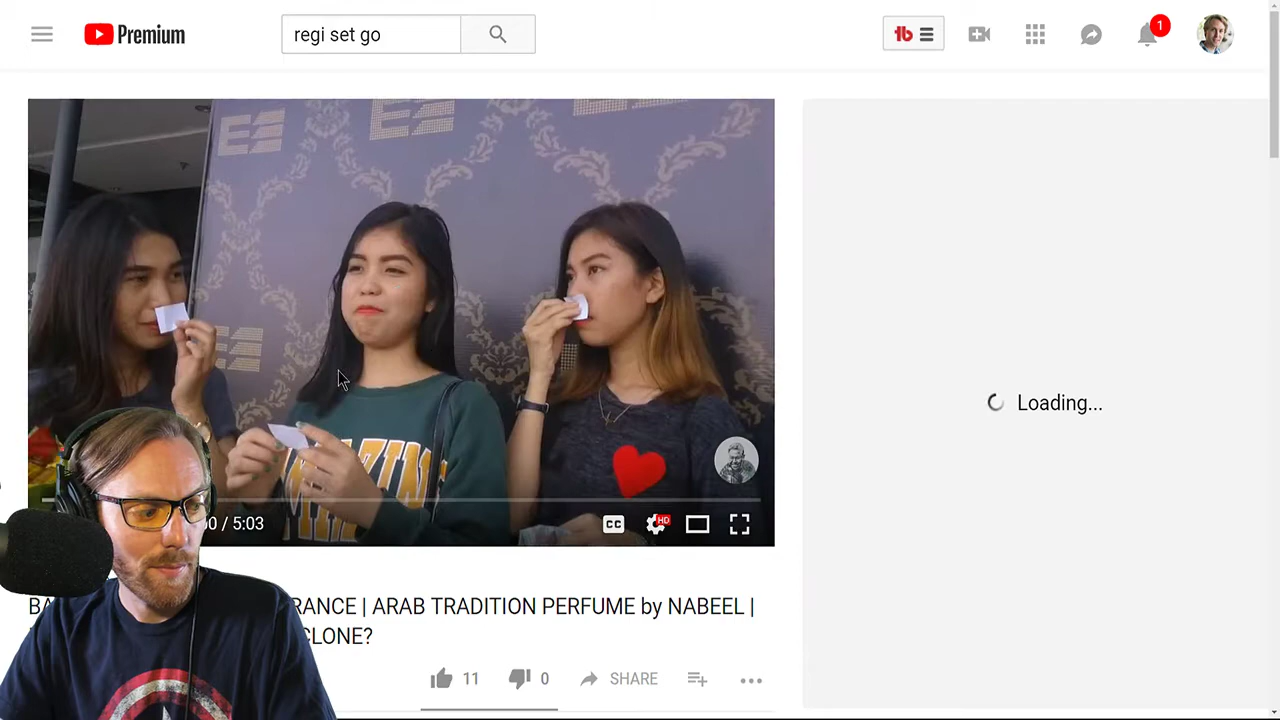 Premium
regi set go
1
E
E
Loading...
CC
HD
/ 5:03
RANCE | ARAB TRADITION PERFUME by NABEEL |
CLONE?
11
0
SHARE